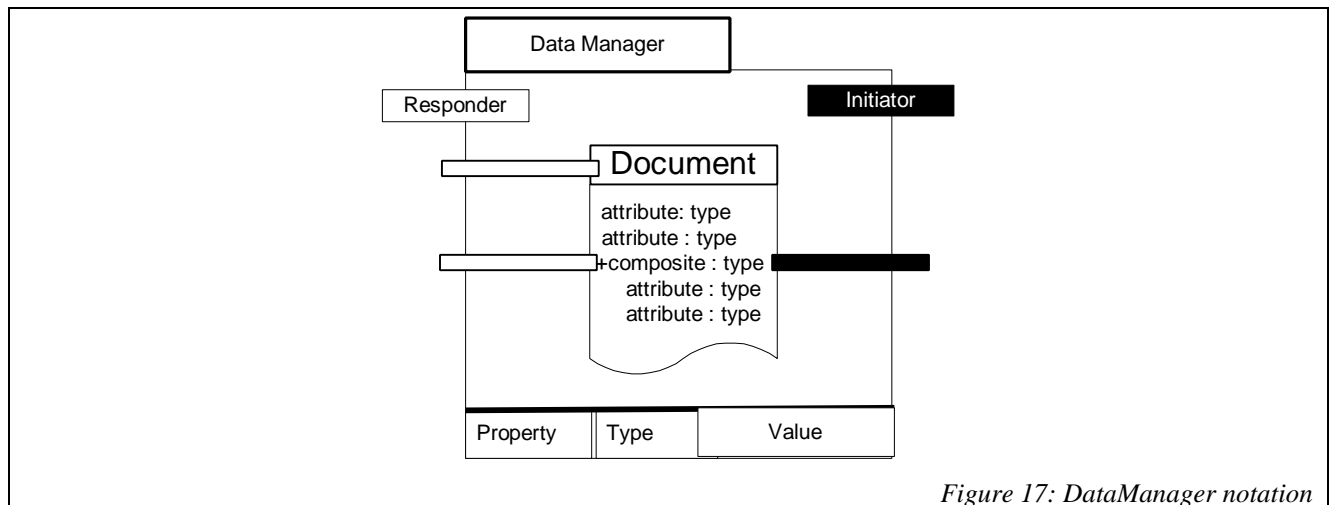 Data Manager
Responder
Initiator
Document
attribute: type
attribute : type
+composite : type
attribute : type
attribute : type
Property
Type
Value
Figure 17: DataManager notation